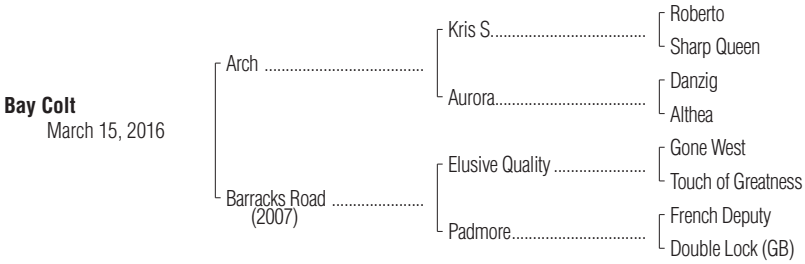 Roberto
Kris S.......................................
Sharp Queen
Arch ........................................
Danzig
Aurora......................................
Althea
Bay Colt
March 15, 2016
Gone West
Elusive Quality .......................
Touch of Greatness
Barracks Road .......................
(2007)
French Deputy
Padmore..................................
Double Lock (GB)